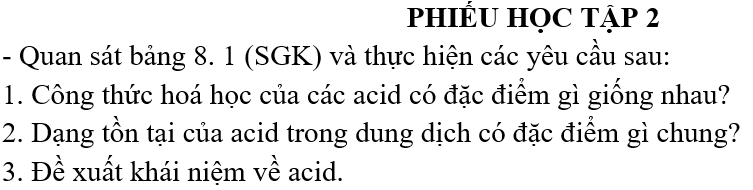 PHIẾU HỌC TẬP 2
- Quan sát bảng 8. 1 (SGK) và thực hiện các yêu cầu sau:
1. Công thức hoá học của các acid có đặc điểm gì giống nhau?
2. Dạng tồn tại của acid trong dung dịch có đặc điểm gì chung?
3. Đề xuất khái niệm về acid.